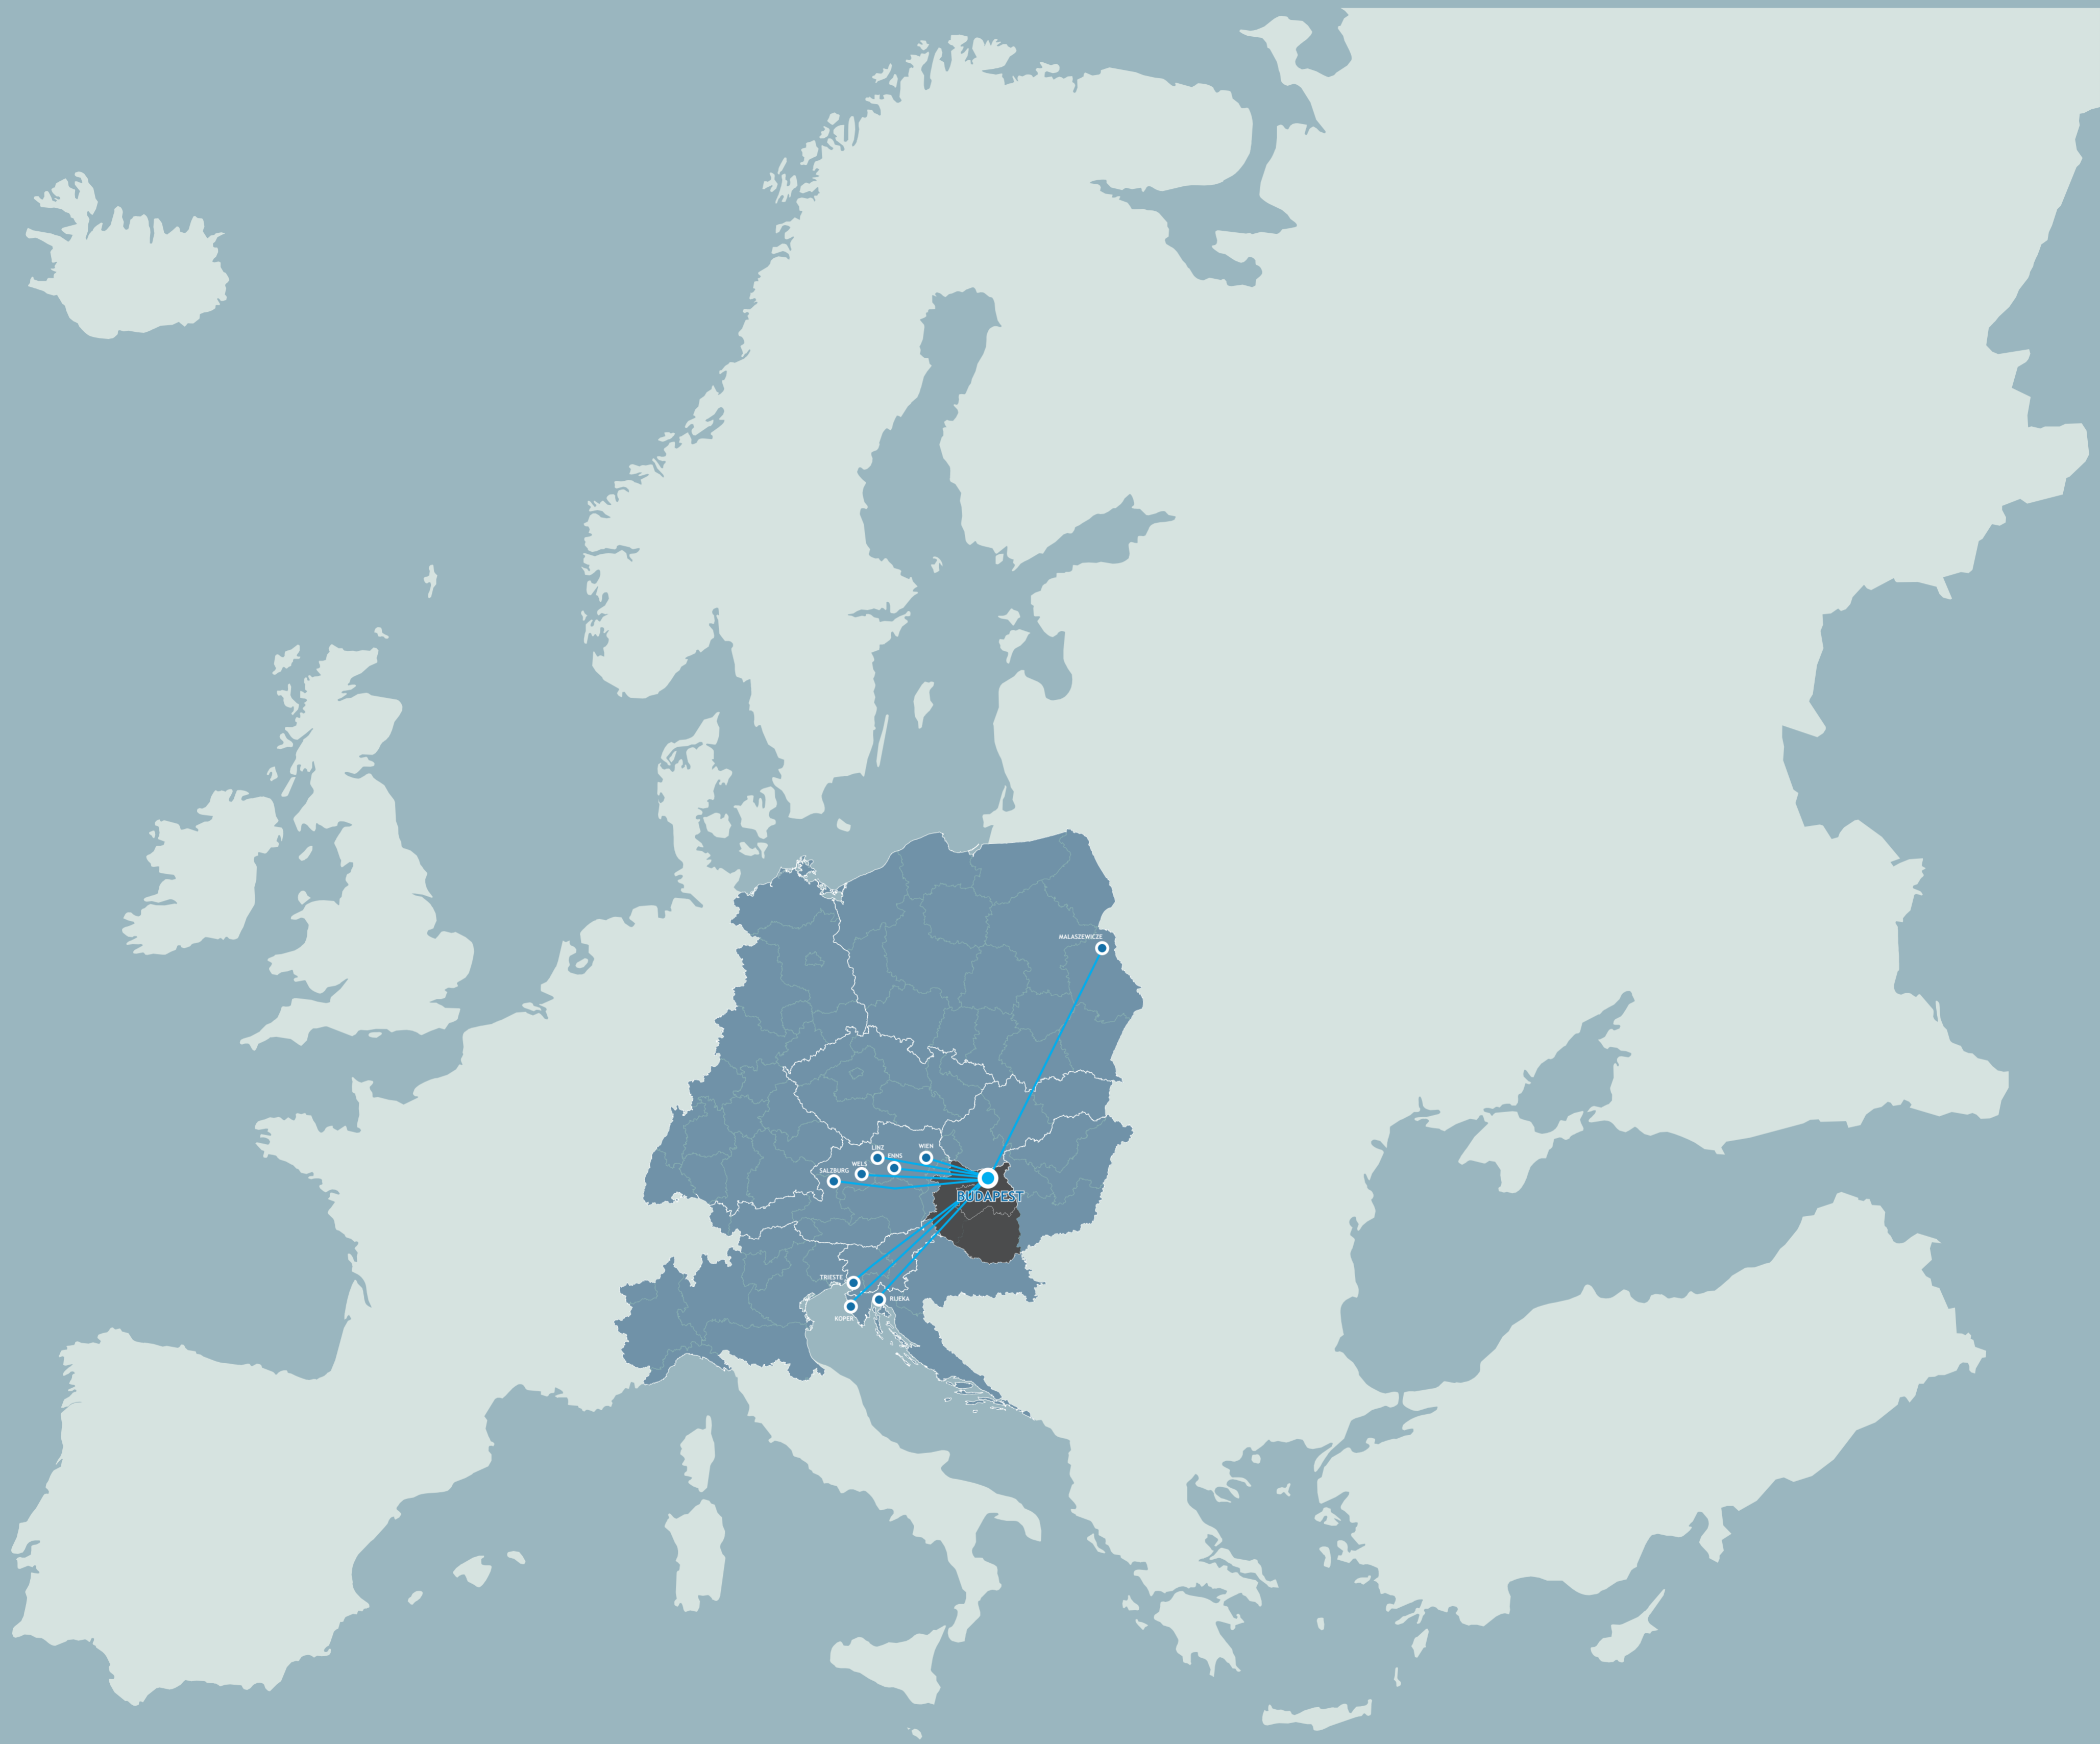 MALASZEWICZE
LINZ
WIEN
ENNS
WELS
SALZBURG
BUDAPEST
TRIESTE
RIJEKA
KOPER